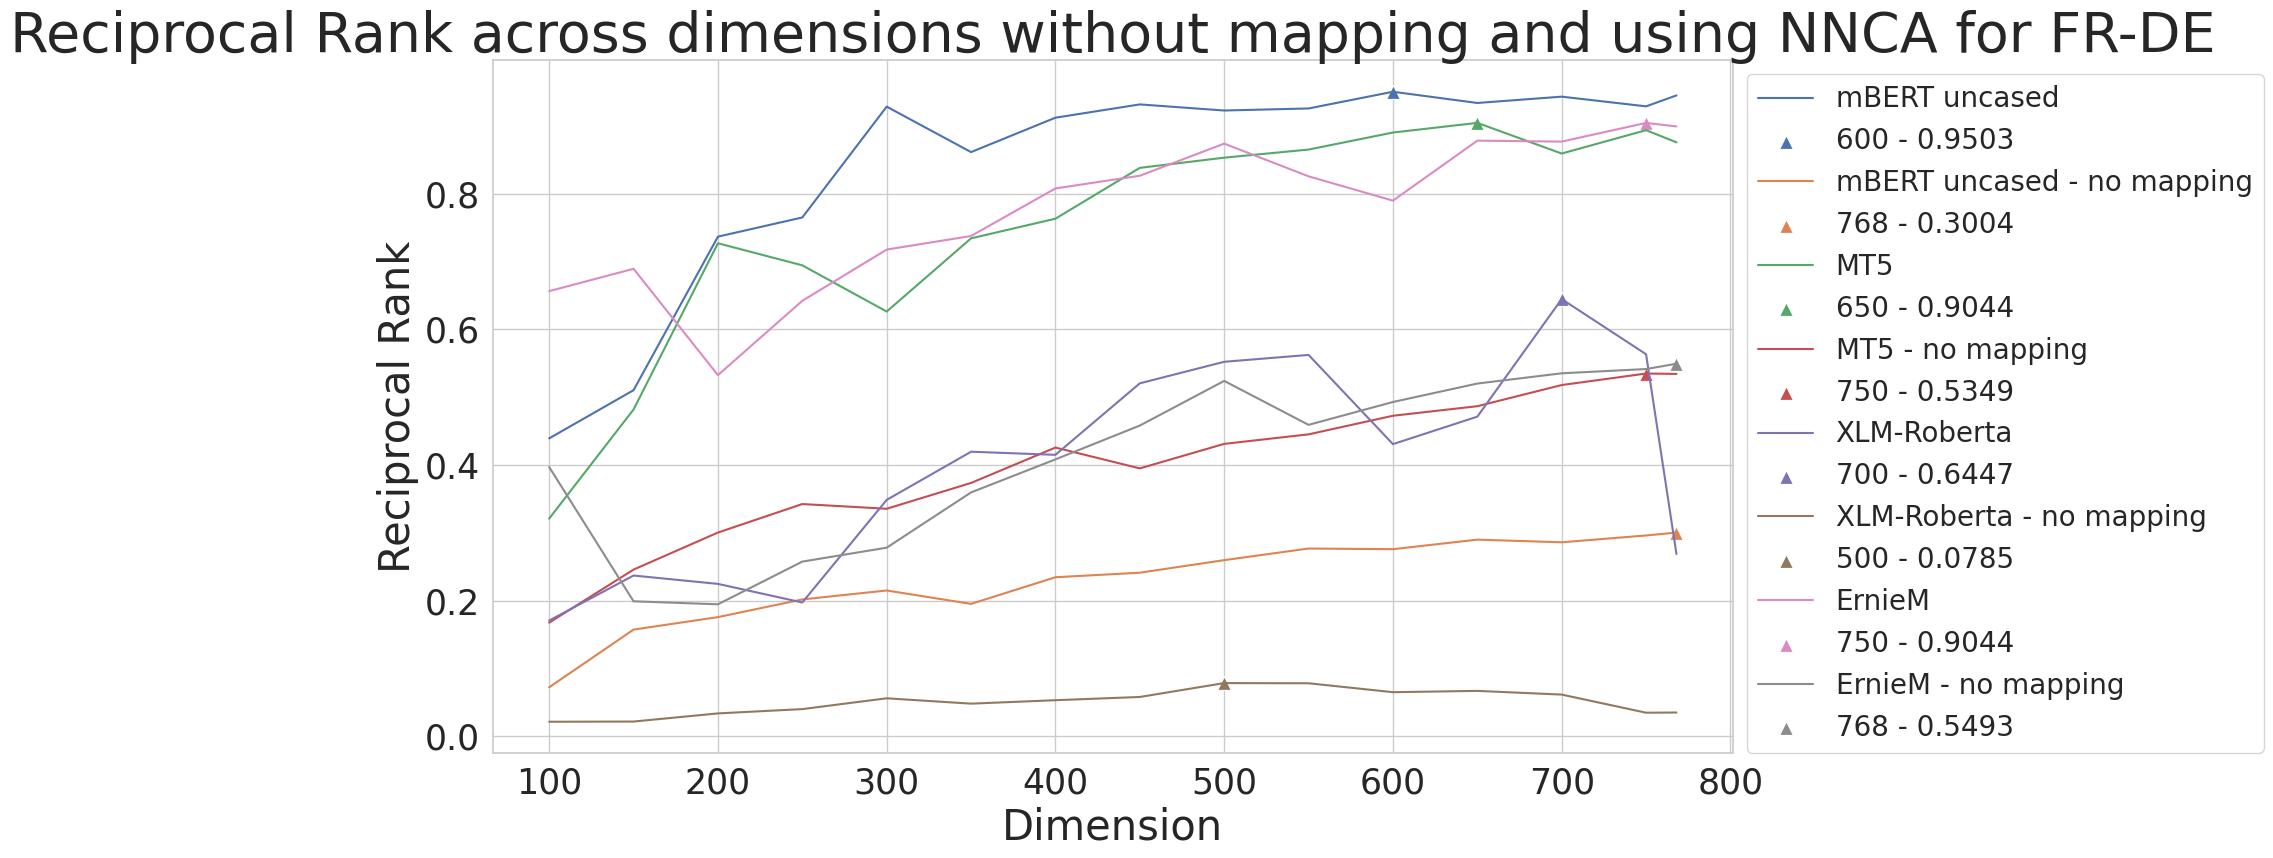 Reciprocal Rank across dimensions without mapping and using NNCA for FR-DE
Reciprocal Rank
0.8
0.6
0.4
0.2
0.0
100 200 300 400 500 600 700 800
Dimension
mBERT uncased
600 - 0.9503
mBERT uncased - no mapping
768 - 0.3004
MT5
650 - 0.9044
MT5 - no mapping
750 - 0.5349
XLM-Roberta
700 - 0.6447
XLM-Roberta - no mapping
500 - 0.0785
ErnieM
750 - 0.9044
ErnieM - no mapping
768 - 0.5493